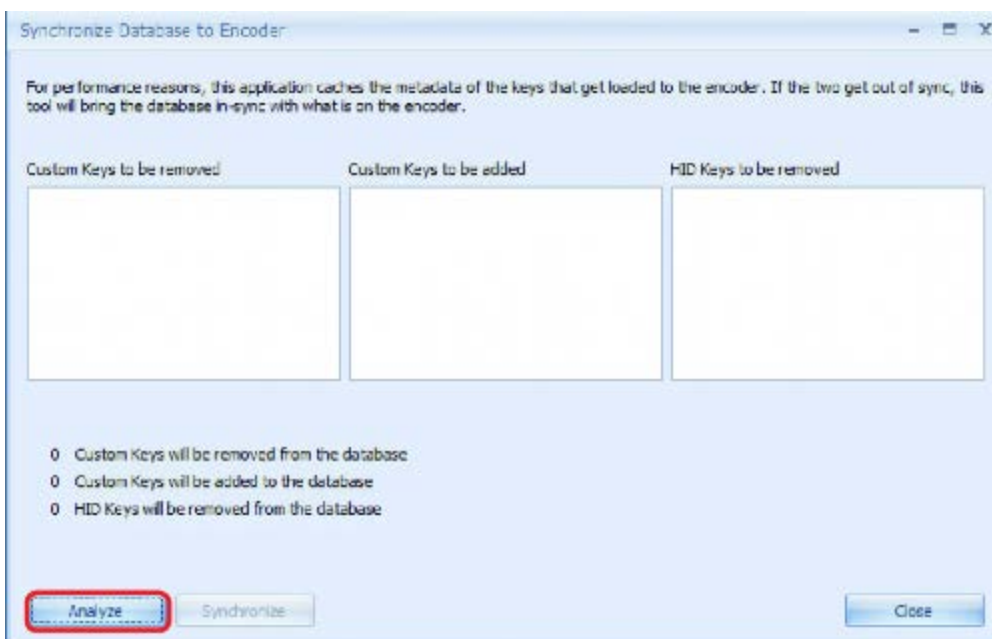 Synchronize Database to Encoder
For performance reasons, this application caches the metadata of the keys that get loaded to the encoder. If the two get out of sync, this
tool will bring the database in-sync with what is on the encoder.
Custom Keys to be removed
Custom Keys to be added
HID Keys to be removed
0 Custom Keys will be removed from the database
0 Custom Keys will be added to the database
0 HID Keys will be removed from the database
Analyze
Synchronize
Close